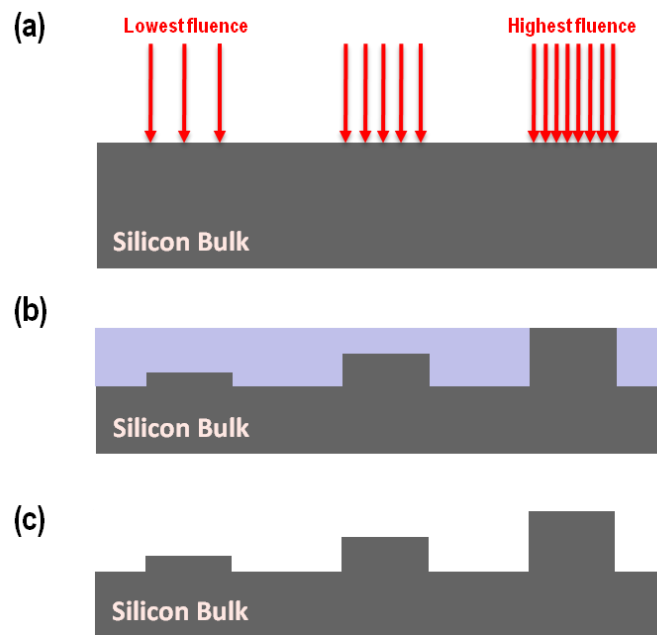 (a)
Lowest fluence
Highest fluence
Silicon Bulk
(b)
Silicon Bulk
(c)
Silicon Bulk